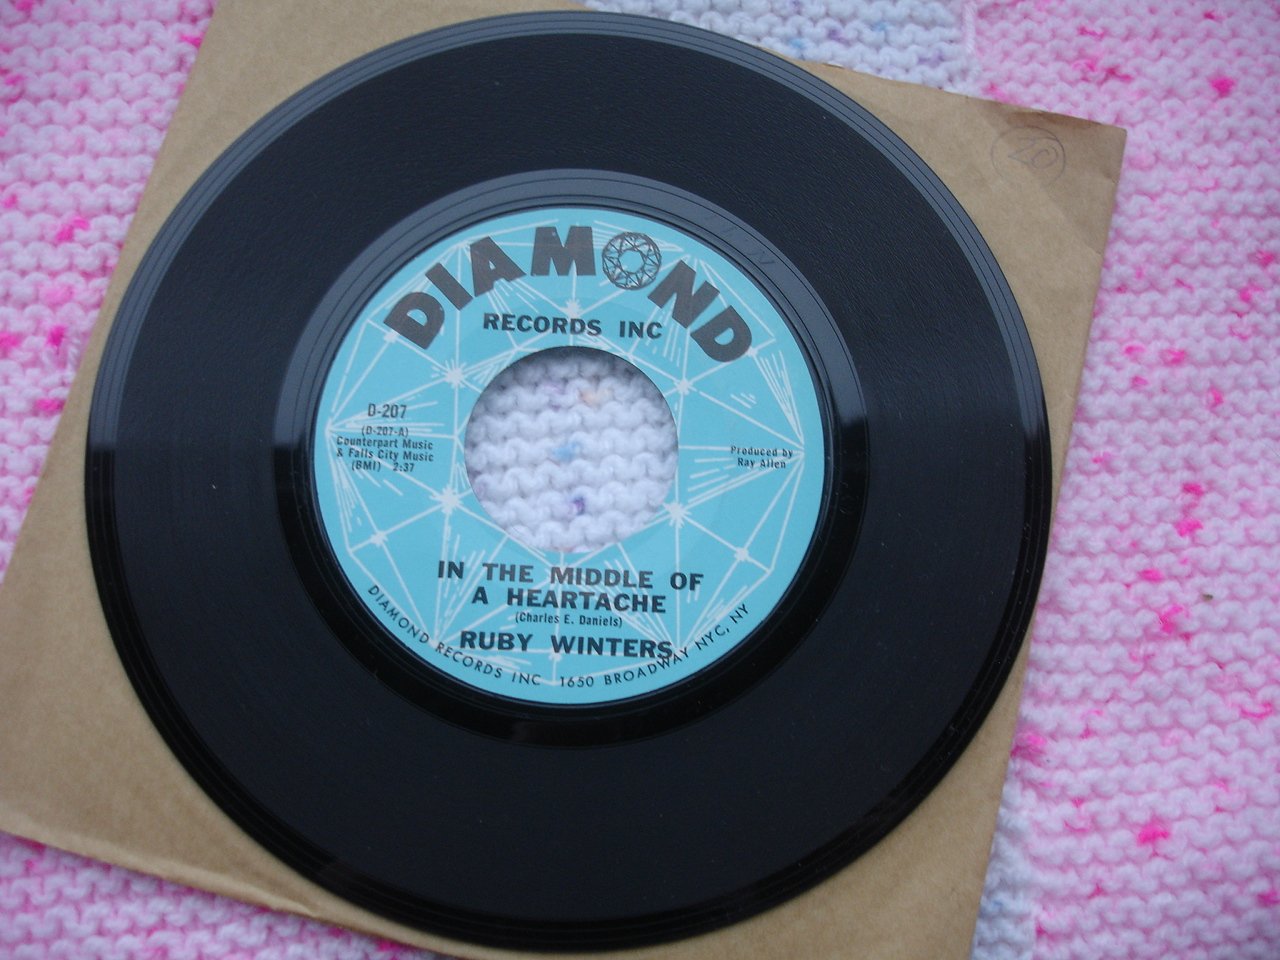 DIAMOND
RECORDS INC
D-207
(D-207-A)
Counterpart Music
& Falls City Music
(BMI) 2:37
Produced by
Ray Allen
IN THE MIDDLE OF
A HEARTACHE
(Charles E. Daniels)
RUBY WINTERS
DIAMOND RECORDS INC 1650 BROADWAY NYC, NY
20